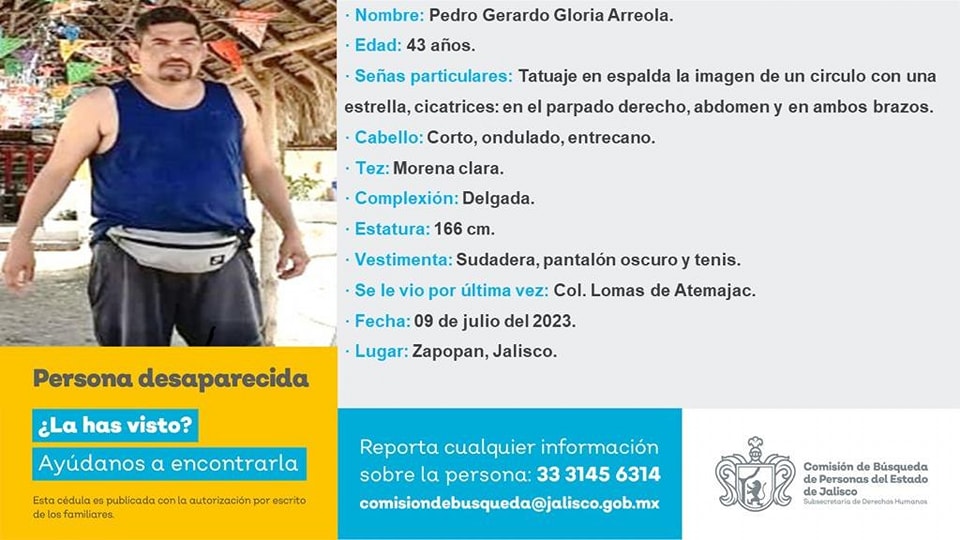 · Nombre: Pedro Gerardo Gloria Arreola.
· Edad: 43 años.
· Señas particulares: Tatuaje en espalda la imagen de un circulo con una
estrella, cicatrices: en el parpado derecho, abdomen y en ambos brazos.
· Cabello: Corto, ondulado, entrecano.
· Tez: Morena clara.
· Complexión: Delgada.
· Estatura: 166 cm.
· Vestimenta: Sudadera, pantalón oscuro y tenis.
· Se le vio por última vez: Col. Lomas de Atemajac.
· Fecha: 09 de julio del 2023.
· Lugar: Zapopan, Jalisco.
Persona desaparecida
¿La has visto?
Ayúdanos a encontrarla
Esta cédula es publicada con la autorización por escrito
de los familiares.
Reporta cualquier información
sobre la persona: 33 3145 6314
comisiondebusqueda@jalisco.gob.mx
Comisión de Búsqueda
de Personas del Estado
de Jalisco
Subsecretaría de Derechos Humanos